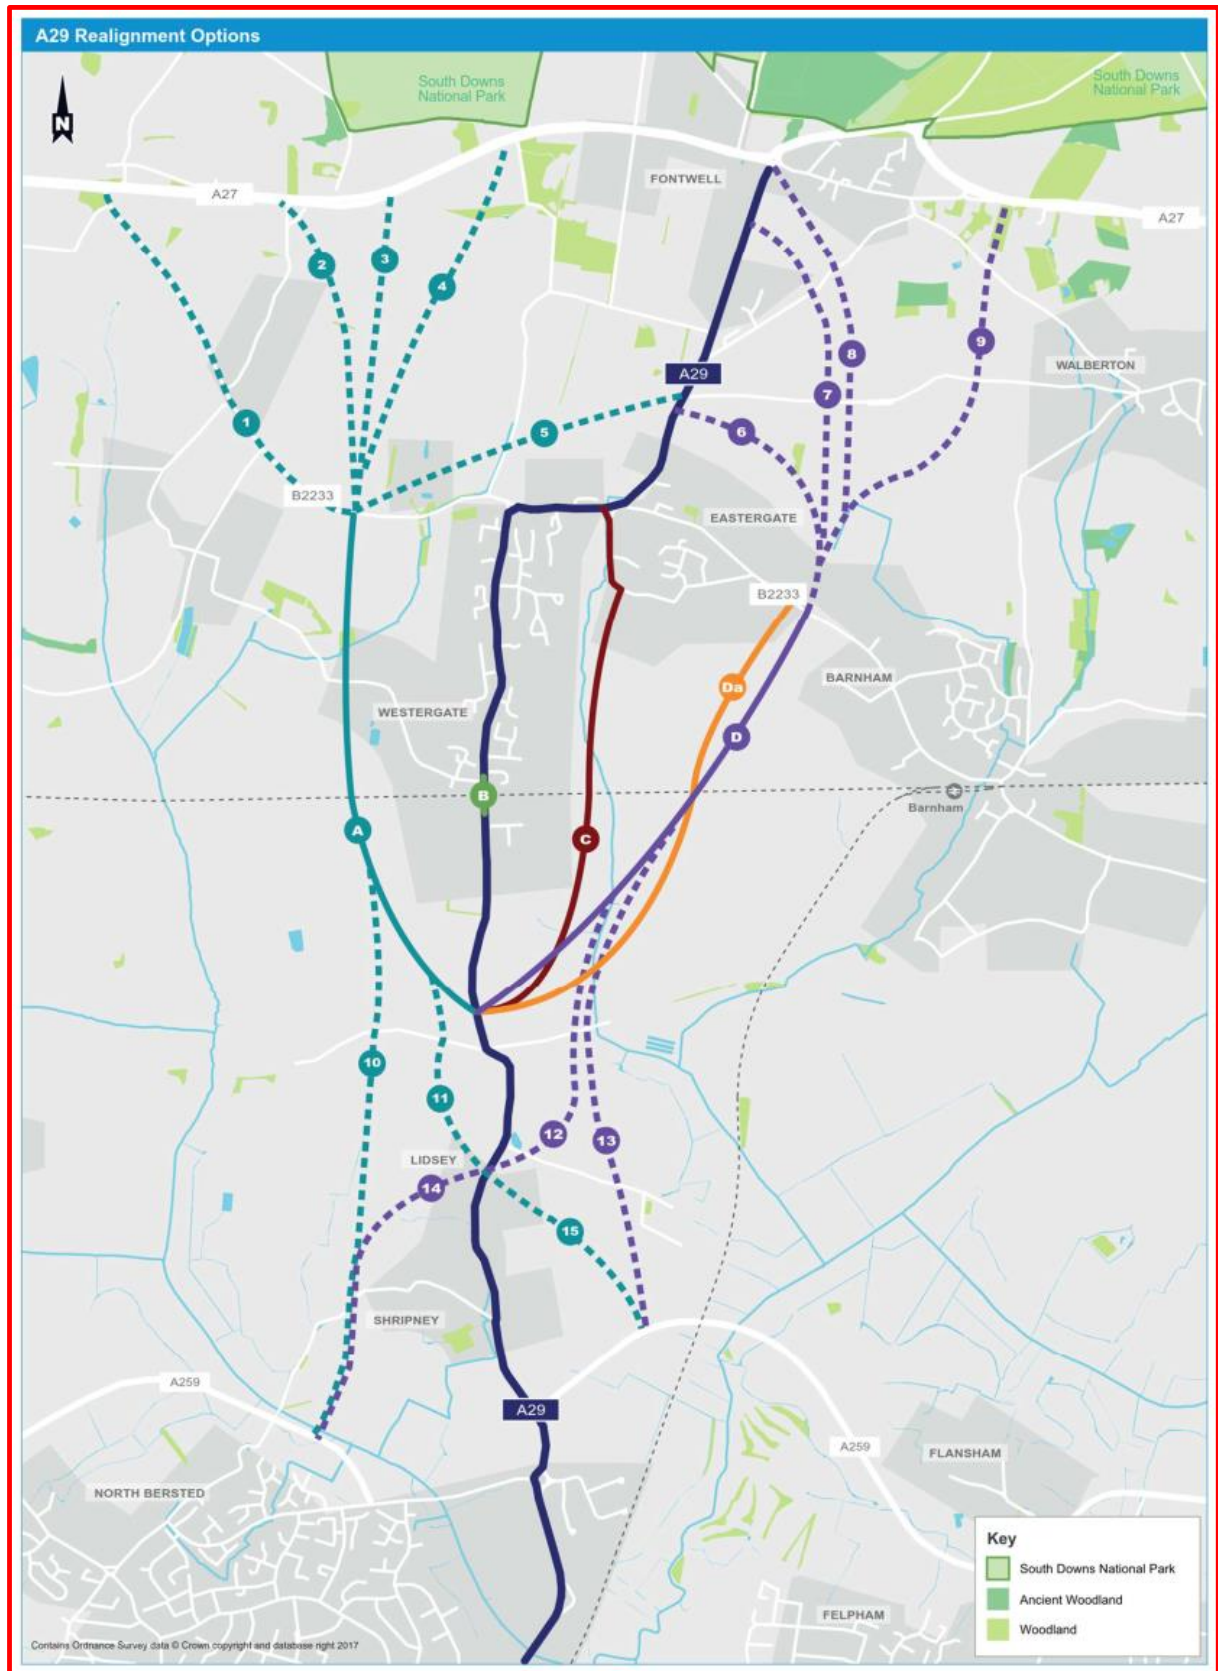 A29 Realignment Options
South Downs
National Park
South Downs
National Park
N
FONTWELL
A27
A27
2
3
4
8
9
A29
WALBERTON
7
1
5
6
B2233
EASTERGATE
B2233
BARNHAM
Da
WESTERGATE
D
B
Barnham
A
C
10
11
12
13
LIDSEY
14
15
SHRIPNEY
A259
A29
A259
FLANSHAM
NORTH BERSTED
Key
South Downs National Park
Ancient Woodland
Woodland
FELPHAM
Contains Ordnance Survey data © Crown copyright and database right 2017